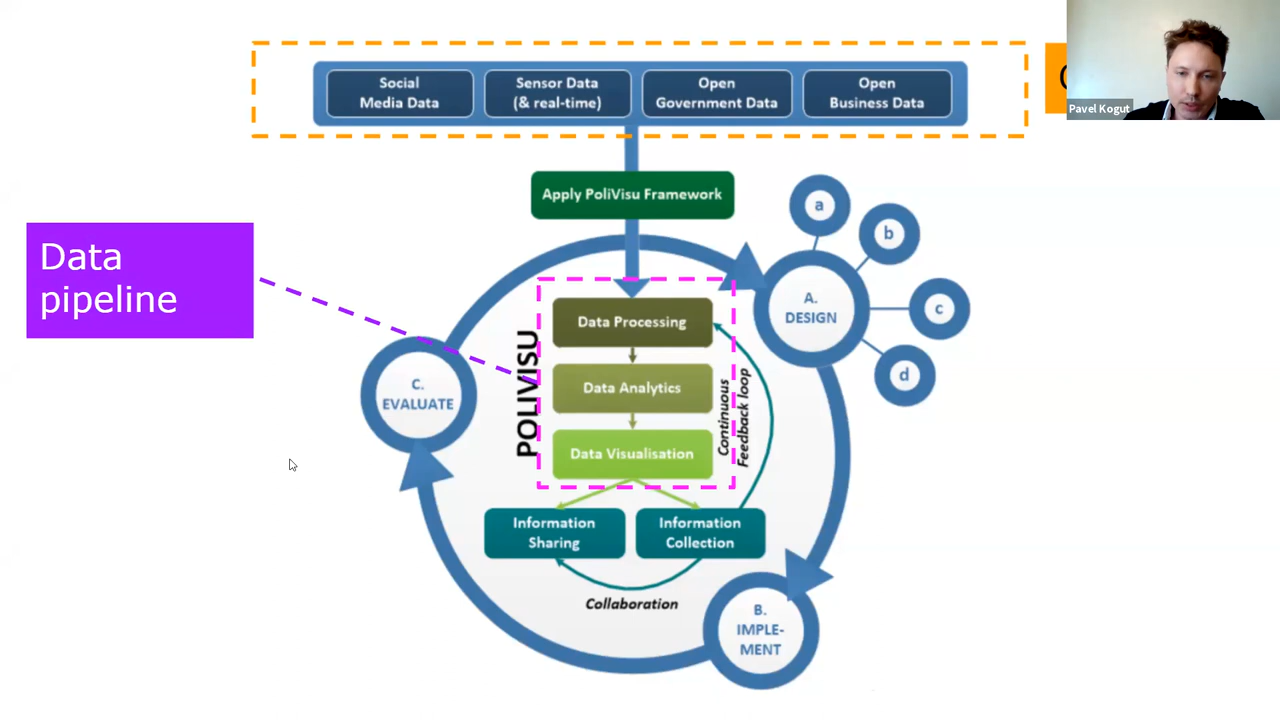 Social
Media Data
Sensor Data
(& real-time)
Open
Government Data
Open
Business Data
Pavel Kogut
Apply PoliVisu Framework
a
b
c
d
A.
DESIGN
Data
pipeline
POLIVISU
Data Processing
Data Analytics
Data Visualisation
Continuous
Feedback loop
C.
EVALUATE
Information
Sharing
Information
Collection
Collaboration
B.
IMPLE-
MENT